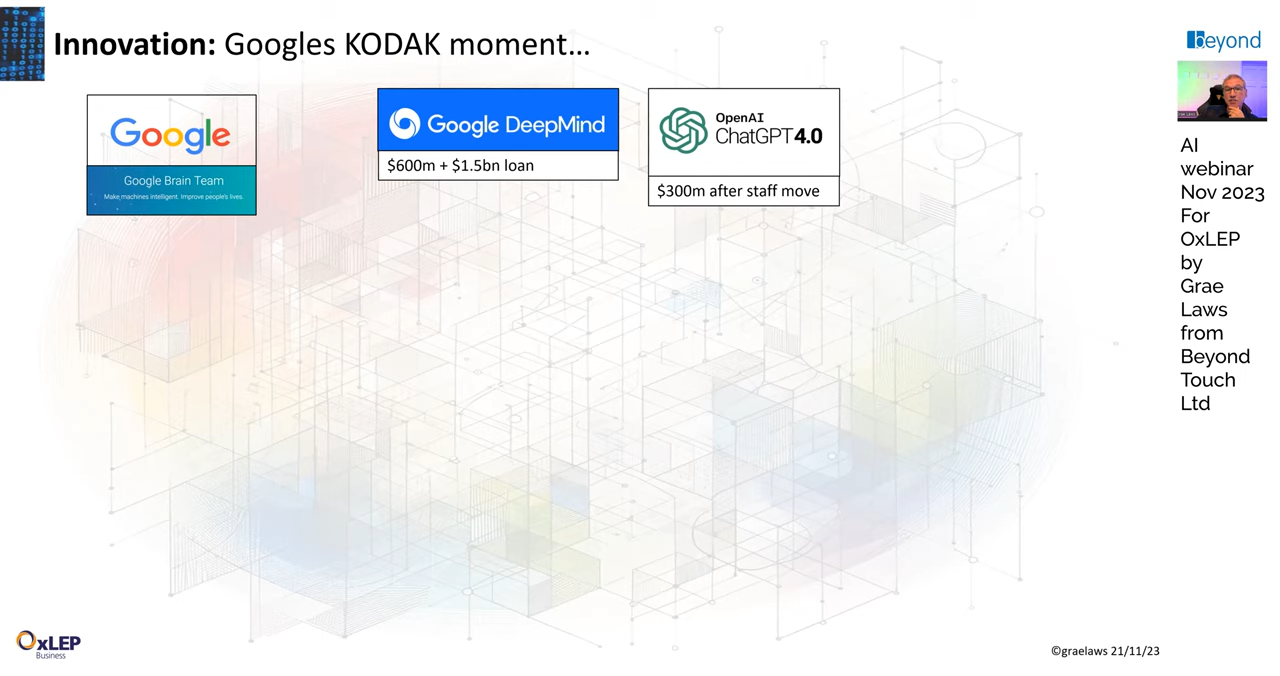 Innovation: Googles KODAK moment…
Google
Google Brain Team
Make machines intelligent. Improve people's lives.
Google DeepMind
$600m + $1.5bn loan
OpenAI
ChatGPT 4.0
$300m after staff move
beyond
AI
webinar
Nov 2023
For
OxLEP
by
Grae
Laws
from
Beyond
Touch
Ltd
OxLEP
Business
©graelaws 21/11/23